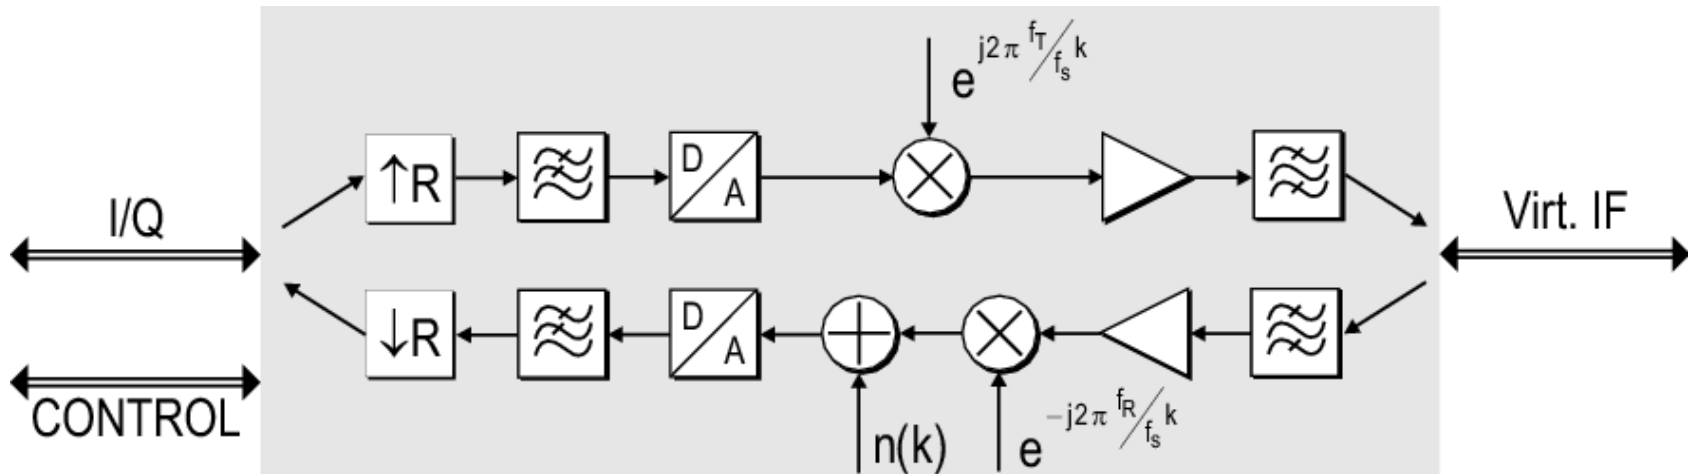 e^{j2π f_T/f_s k}
↑R
D/A
I/Q
Virt. IF
↓R
D/A
CONTROL
n(k)
e^{-j2π f_R/f_s k}